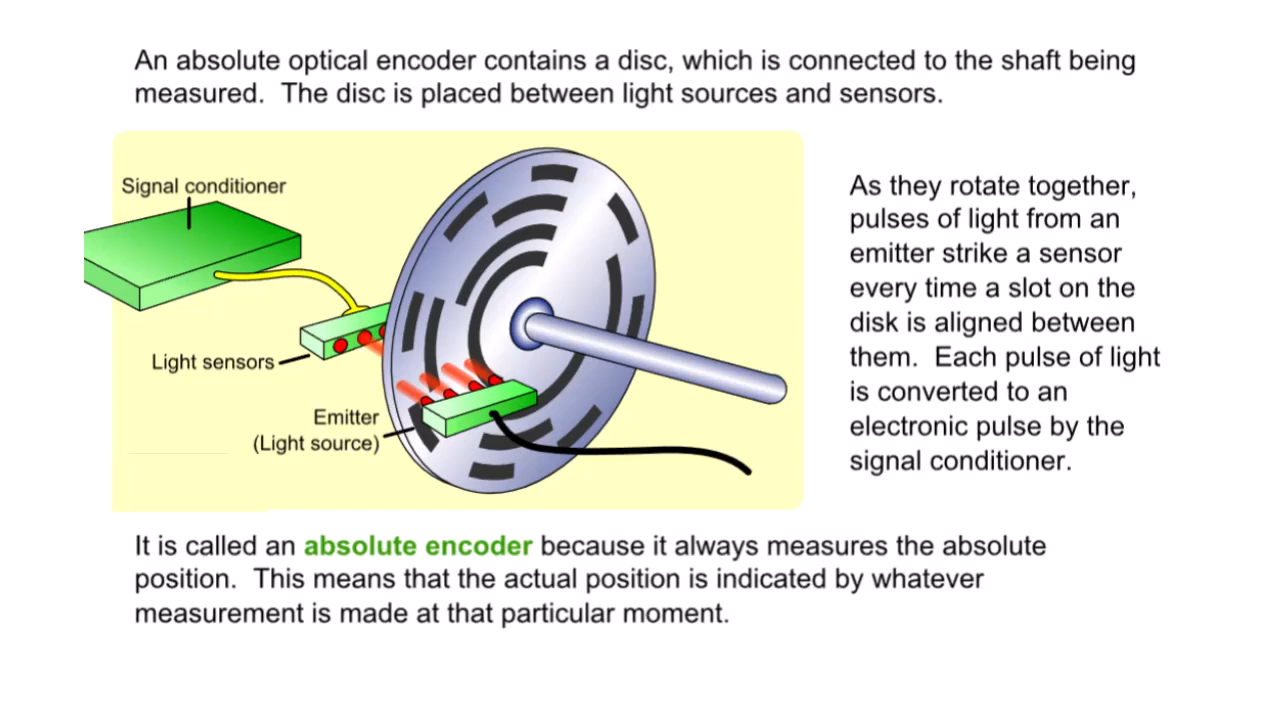 An absolute optical encoder contains a disc, which is connected to the shaft being
measured.  The disc is placed between light sources and sensors.
Signal conditioner
Light sensors
Emitter
(Light source)
As they rotate together,
pulses of light from an
emitter strike a sensor
every time a slot on the
disk is aligned between
them.  Each pulse of light
is converted to an
electronic pulse by the
signal conditioner.
It is called an absolute encoder because it always measures the absolute
position.  This means that the actual position is indicated by whatever
measurement is made at that particular moment.